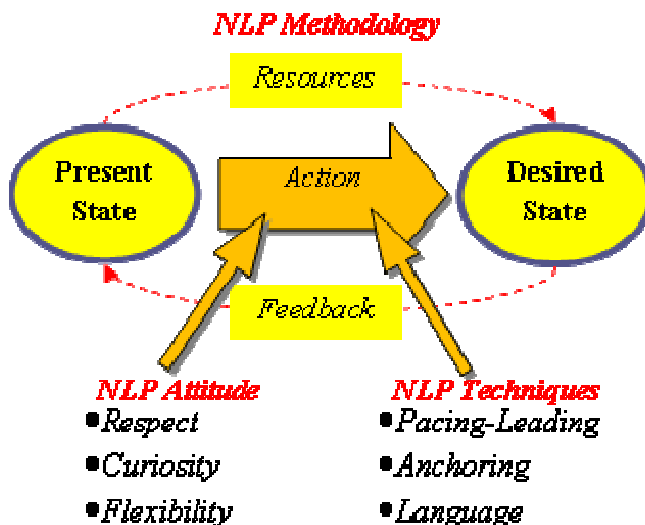 NLP Methodology
Resources
Present
State
Action
Desired
State
Feedback
NLP Attitude
•Respect
•Curiosity
•Flexibility
NLP Techniques
•Pacing-Leading
•Anchoring
•Language